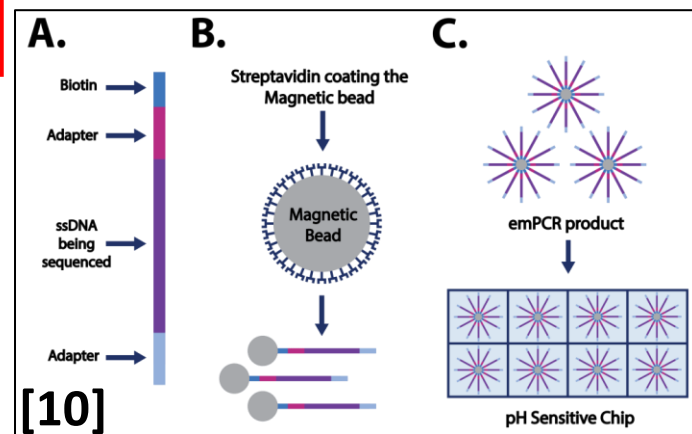 A.
Biotin
Adapter
ssDNA
being
sequenced
Adapter
[10]
B.
Streptavidin coating the
Magnetic bead
Magnetic
Bead
C.
emPCR product
pH Sensitive Chip